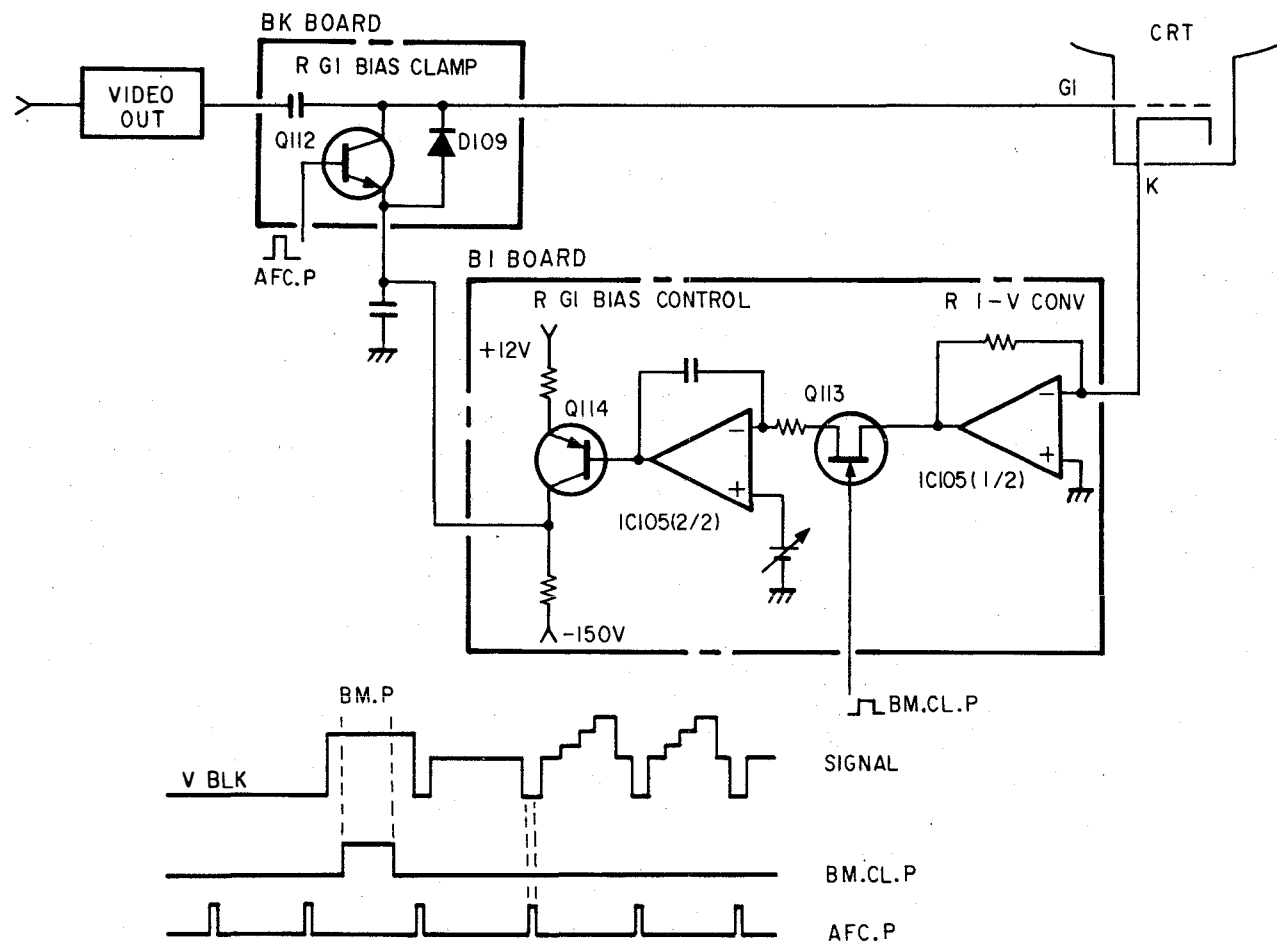 BK BOARD
R G1 BIAS CLAMP
VIDEO
OUT
Q112
D109
AFC.P
CRT
G1
K
B1 BOARD
R G1 BIAS CONTROL
R I-V CONV
+12V
Q114
Q113
-
+
-
+
IC105(2/2)
IC105(1/2)
-150V
BM.P
BM.CL.P
SIGNAL
V BLK
BM.CL.P
AFC.P